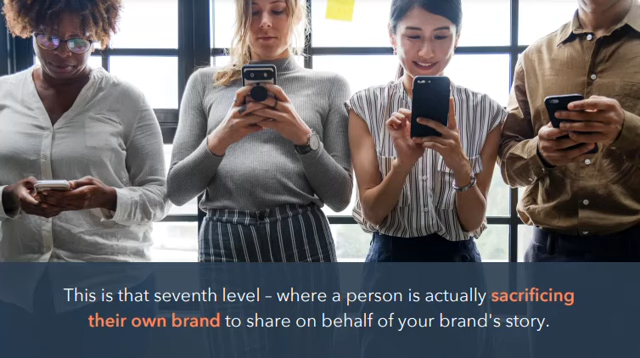 This is that seventh level – where a person is actually sacrificing
their own brand to share on behalf of your brand's story.